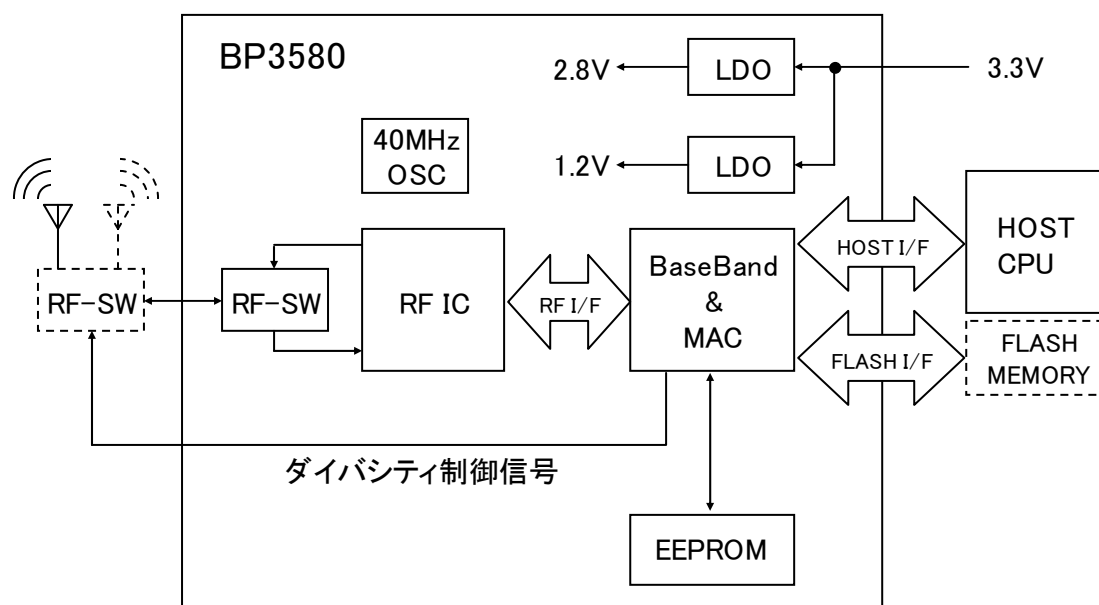 BP3580
2.8V
LDO
3.3V
40MHz
OSC
1.2V
LDO
RF-SW
RF-SW
RF IC
RF I/F
BaseBand
&
MAC
HOST I/F
HOST
CPU
FLASH I/F
FLASH
MEMORY
ダイバシティ制御信号
EEPROM